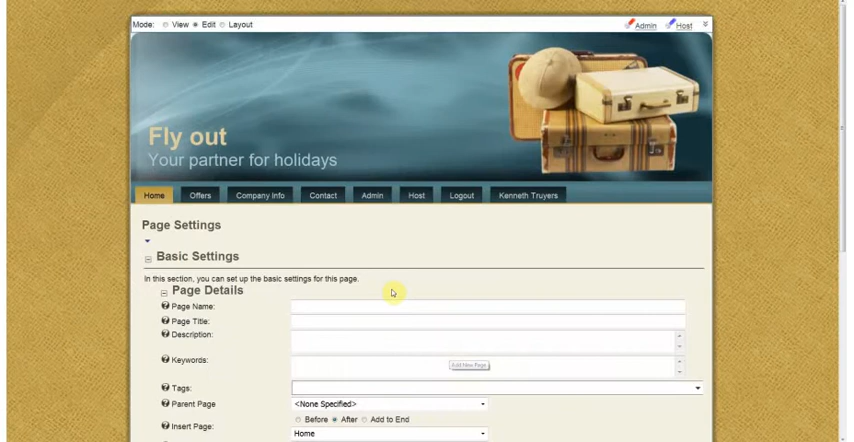 Mode: View Edit Layout Admin Host
Fly out
Your partner for holidays
Home Offers Company Info Contact Admin Host Logout Kenneth Truyers
Page Settings
Basic Settings
In this section, you can set up the basic settings for this page.
Page Details
Page Name:
Page Title:
Description:
Keywords:
Add New Page
Tags:
Parent Page <None Specified>
Before After Add to End
Insert Page:
Home